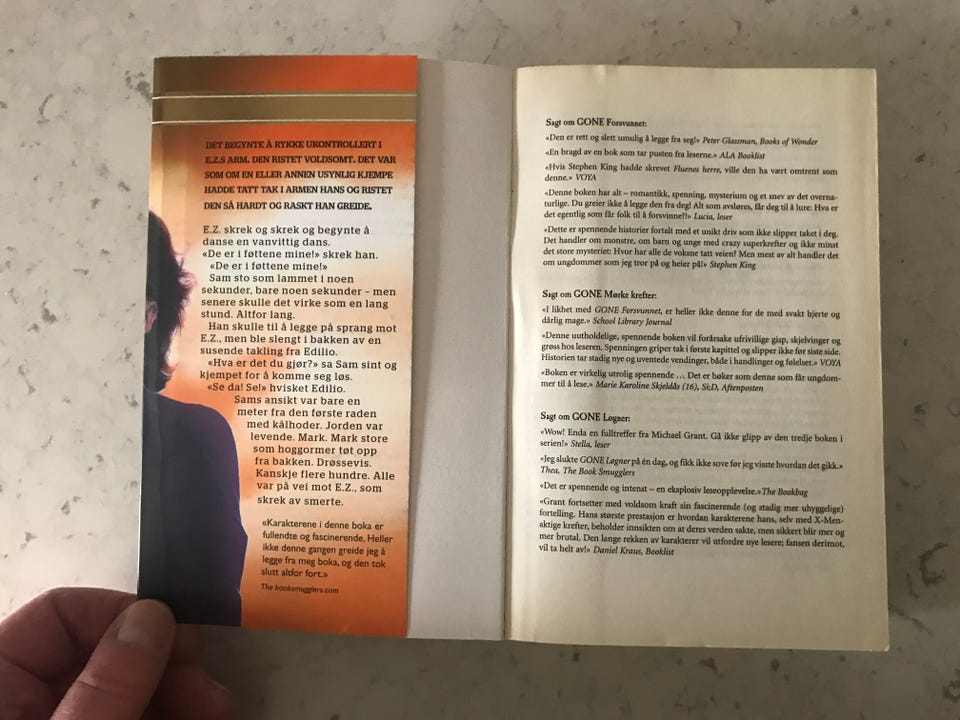 DET BEGYNTE Å RYKKE UKONTROLLERT I
E.Z.S ARM. DEN RISTET VOLDSOMT. DET VAR
SOM OM EN ELLER ANNEN USYNLIG KJEMPE
HADDE TATT TAK I ARMEN HANS OG RISTET
DEN SÅ HARDT OG RASKT HAN GREIDE.
E.Z. skrek og skrek og begynte å
danse en vanvittig dans.
«De er i føttene mine!» skrek han.
«De er i føttene mine!»
Sam sto som lammet i noen
sekunder, bare noen sekunder – men
senere skulle det virke som en lang
stund. Altfor lang.
Han skulle til å legge på sprang mot
E.Z., men ble slengt i bakken av en
susende takling fra Edilio.
«Hva er det du gjør?» sa Sam sint og
kjempet for å komme seg løs.
«Se da! Se!» hvisket Edilio.
Sams ansikt var bare en
meter fra den første raden
med kålhoder. Jorden var
levende. Mark. Mark store
som hoggormer tøt opp
fra bakken. Drøssevis.
Kanskje flere hundre. Alle
var på vei mot E.Z., som
skrek av smerte.
«Karakterene i denne boka er
fullendte og fascinerende. Heller
ikke denne gangen greide jeg å
legge fra meg boka, og den tok
slutt altfor fort.»
The booksmugglers.com
Sagt om GONE Forsvunnet:
«Den er rett og slett umulig å legge fra seg!» Peter Glassman, Books of Wonder
«En bragd av en bok som tar pusten fra leserne.» ALA Booklist
«Hvis Stephen King hadde skrevet Fluenes herre, ville den ha vært omtrent som
denne.» VOYA
«Denne boken har alt – romantikk, spenning, mysterium og et snev av det overna-
turlige. Du greier ikke å legge den fra deg! Alt som avsløres, får deg til å lure: Hva er
det egentlig som får folk til å forsvinne?!» Lucia, leser
«Dette er spennende historier fortalt med et unikt driv som ikke slipper taket i deg.
Det handler om monstre, om barn og unge med crazy superkrefter og ikke minst
det store mysteriet: Hvor har alle de voksne tatt veien? Men mest av alt handler det
om ungdommer som jeg tror på og heier på!» Stephen King
Sagt om GONE Mørke krefter:
«I likhet med GONE Forsvunnet, er heller ikke denne for de med svakt hjerte og
dårlig mage.» School Library Journal
«Denne uutholdelige, spennende boken vil forårsake ufrivillige gisp, skjelvinger og
grøss hos leseren. Spenningen griper tak i første kapittel og slipper ikke før siste side.
Historien tar stadig nye og uventede vendinger, både i handlinger og følelser.» VOYA
«Boken er virkelig utrolig spennende ... Det er bøker som denne som får ungdom-
mer til å lese.» Marie Karoline Skjeldås (16), Si;D, Aftenposten
Sagt om GONE Løgner:
«Wow! Enda en fulltreffer fra Michael Grant. Gå ikke glipp av den tredje boken i
serien!» Stella, leser
«Jeg slukte GONE Løgner på én dag, og fikk ikke sove før jeg visste hvordan det gikk.»
Thea, The Book Smugglers
«Det er spennende og intenst – en eksplosiv leseopplevelse.» The Bookbag
«Grant fortsetter med voldsom kraft sin fascinerende (og stadig mer uhyggelige)
fortelling. Hans største prestasjon er hvordan karakterene hans, selv med X-Men-
aktige krefter, beholder innsikten om at deres verden sakte, men sikkert blir mer og
mer brutal. Den lange rekken av karakterer vil utfordre nye lesere; fansen derimot,
vil ta helt av!» Daniel Kraus, Booklist